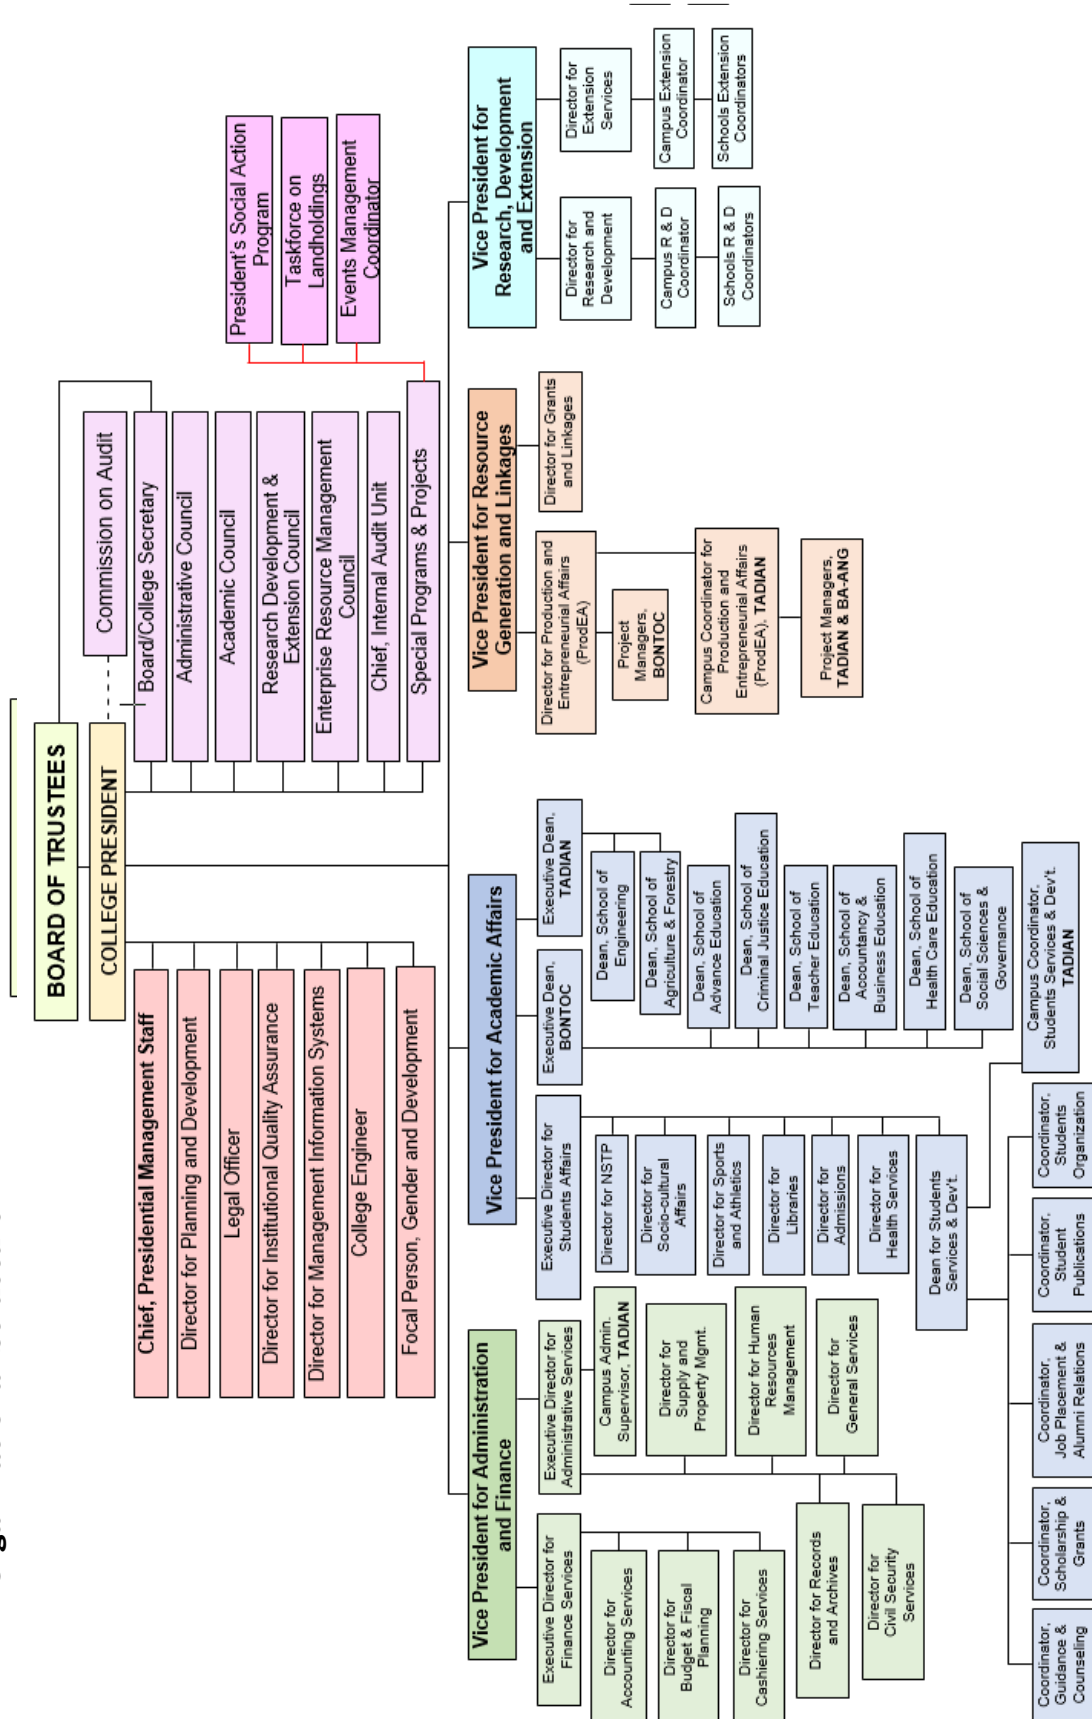 BOARD OF TRUSTEES
COLLEGE PRESIDENT
Commission on Audit
Board/College Secretary
Administrative Council
Academic Council
Research Development &
Extension Council
Enterprise Resource Management
Council
Chief, Internal Audit Unit
Special Programs & Projects
President's Social Action
Program
Taskforce on
Landholdings
Events Management
Coordinator
Chief, Presidential Management Staff
Director for Planning and Development
Legal Officer
Director for Institutional Quality Assurance
Director for Management Information Systems
College Engineer
Focal Person, Gender and Development
Vice President for Administration
and Finance
Executive Director for
Finance Services
Director for
Accounting Services
Director for
Budget & Fiscal
Planning
Director for
Cashiering Services
Executive Director for
Administrative Services
Campus Admin.
Supervisor, TADIAN
Director for
Supply and
Property Mgmt.
Director for Human
Resources
Management
Director for
General Services
Director for Records
and Archives
Director for
Civil Security
Services
Vice President for Academic Affairs
Executive Director for
Students Affairs
Director for NSTP
Director for
Socio-cultural
Affairs
Director for Sports
and Athletics
Director for
Libraries
Director for
Admissions
Director for
Health Services
Dean for Students
Services & Dev't.
Coordinator,
Guidance &
Counseling
Coordinator,
Scholarship &
Grants
Coordinator,
Job Placement &
Alumni Relations
Coordinator,
Student
Publications
Coordinator,
Students
Organization
Campus Coordinator,
Students Services & Dev't.
TADIAN
Executive Dean,
BONTOC
Executive Dean,
TADIAN
Dean, School of
Engineering
Dean, School of
Agriculture & Forestry
Dean, School of
Advance Education
Dean, School of
Criminal Justice Education
Dean, School of
Teacher Education
Dean, School of
Accountancy &
Business Education
Dean, School of
Health Care Education
Dean, School of
Social Sciences &
Governance
Vice President for Resource
Generation and Linkages
Director for Production and
Entrepreneurial Affairs
(ProdEA)
Project
Managers,
BONTOC
Campus Coordinator for
Production and
Entrepreneurial Affairs
(ProdEA), TADIAN
Project Managers,
TADIAN & BA-ANG
Director for Grants
and Linkages
Vice President for
Research, Development
and Extension
Director for
Research and
Development
Campus R & D
Coordinator
Schools R & D
Coordinators
Director for
Extension
Services
Campus Extension
Coordinator
Schools Extension
Coordinators